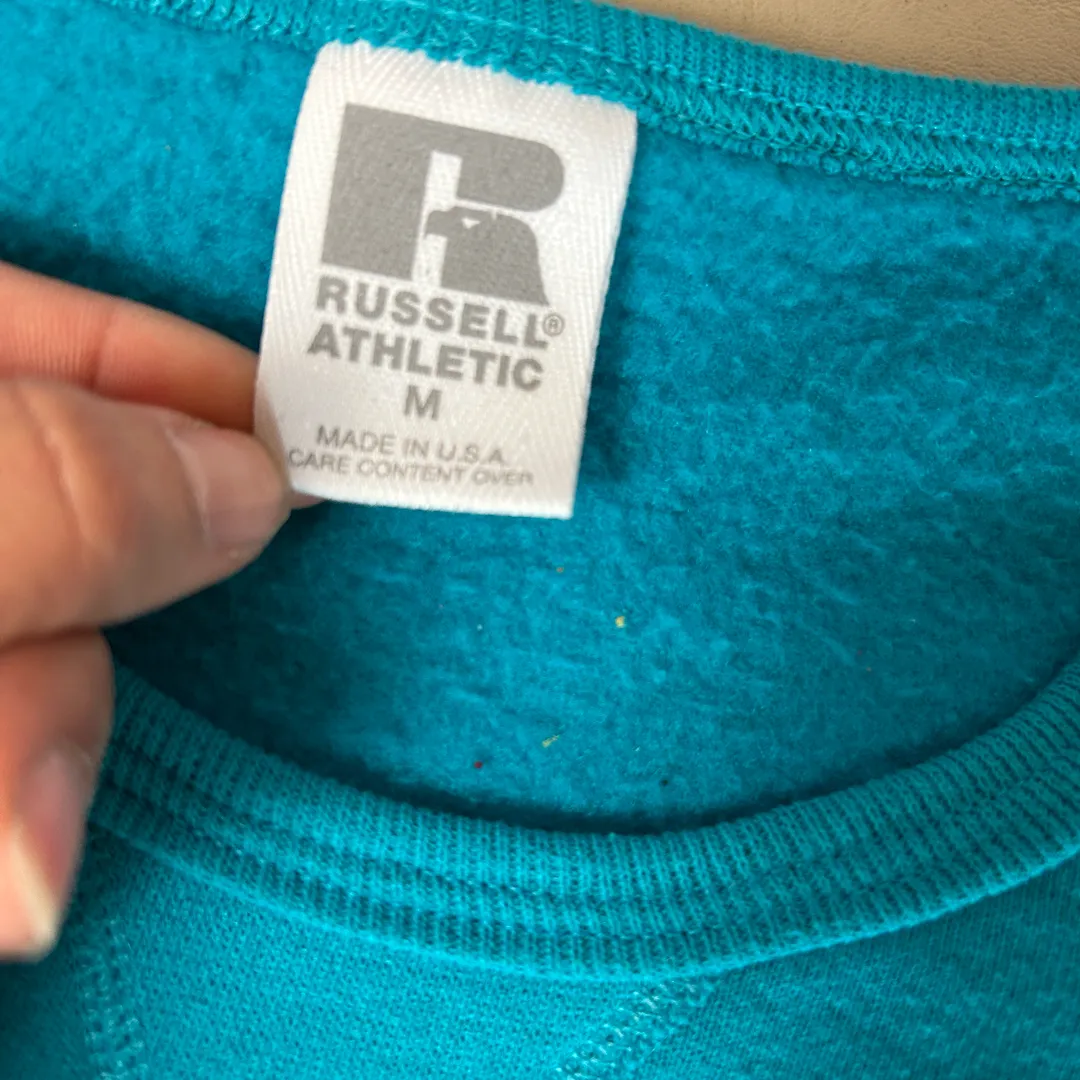 R
RUSSELL®
ATHLETIC
M
MADE IN U.S.A.
CARE CONTENT OVER